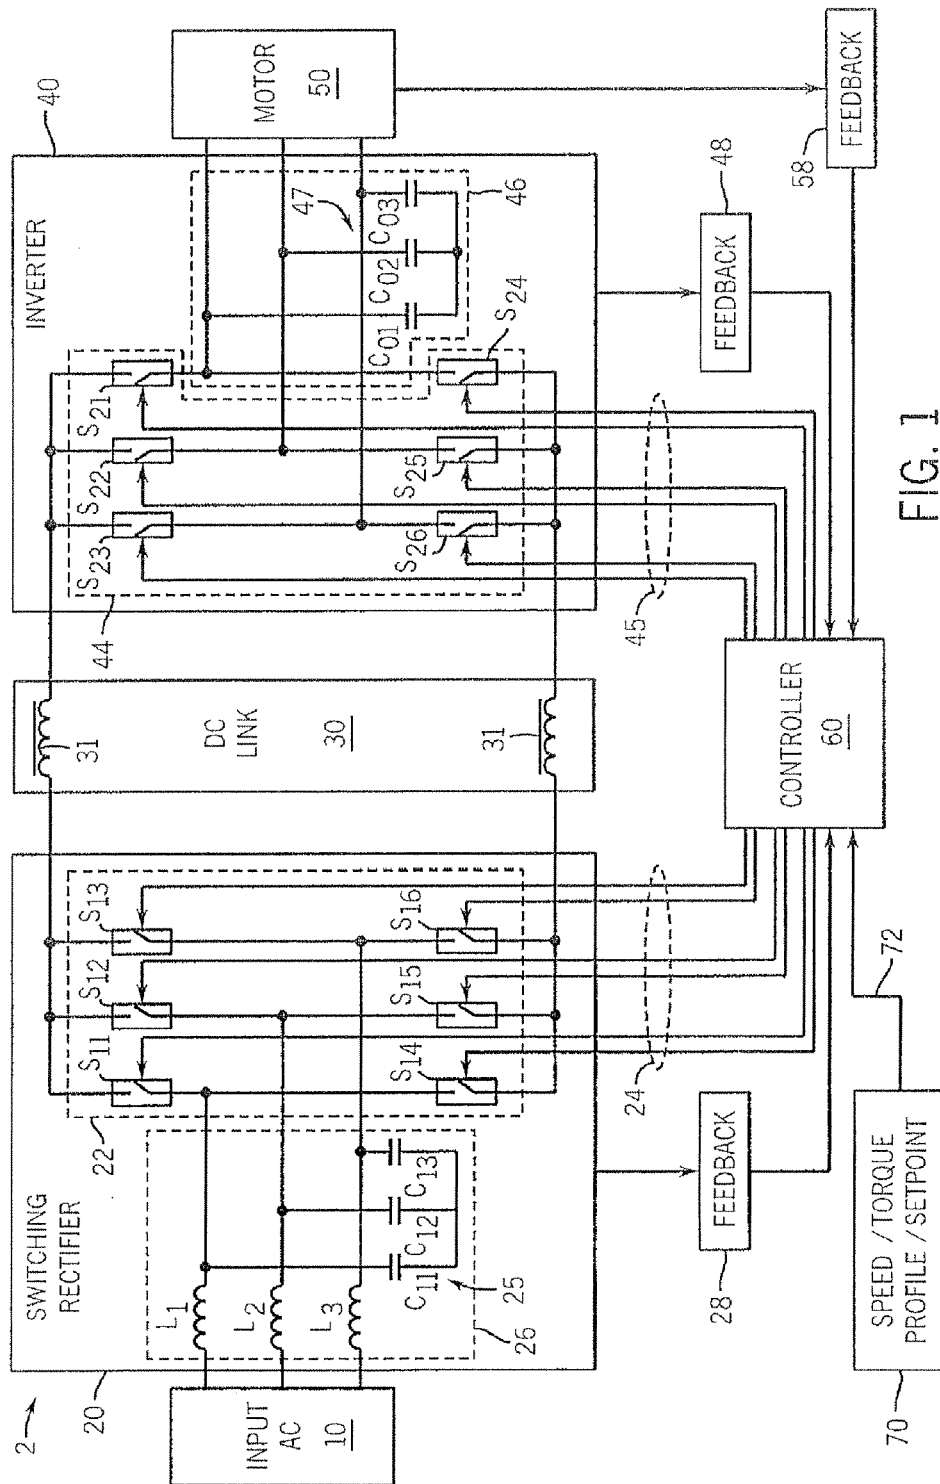 2
20
SWITCHING
RECTIFIER
INPUT
AC
10
L1
L2
L3
C11
C12
C13
25
26
22
S11
S12
S13
S14
S15
S16
24
28
FEEDBACK
31
DC
LINK
30
31
INVERTER
40
44
S23
S22
S21
S26
S25
S24
C01
C02
C03
47
46
45
MOTOR
50
48
FEEDBACK
58
FEEDBACK
CONTROLLER
60
72
70
SPEED / TORQUE
PROFILE / SETPOINT
FIG. 1